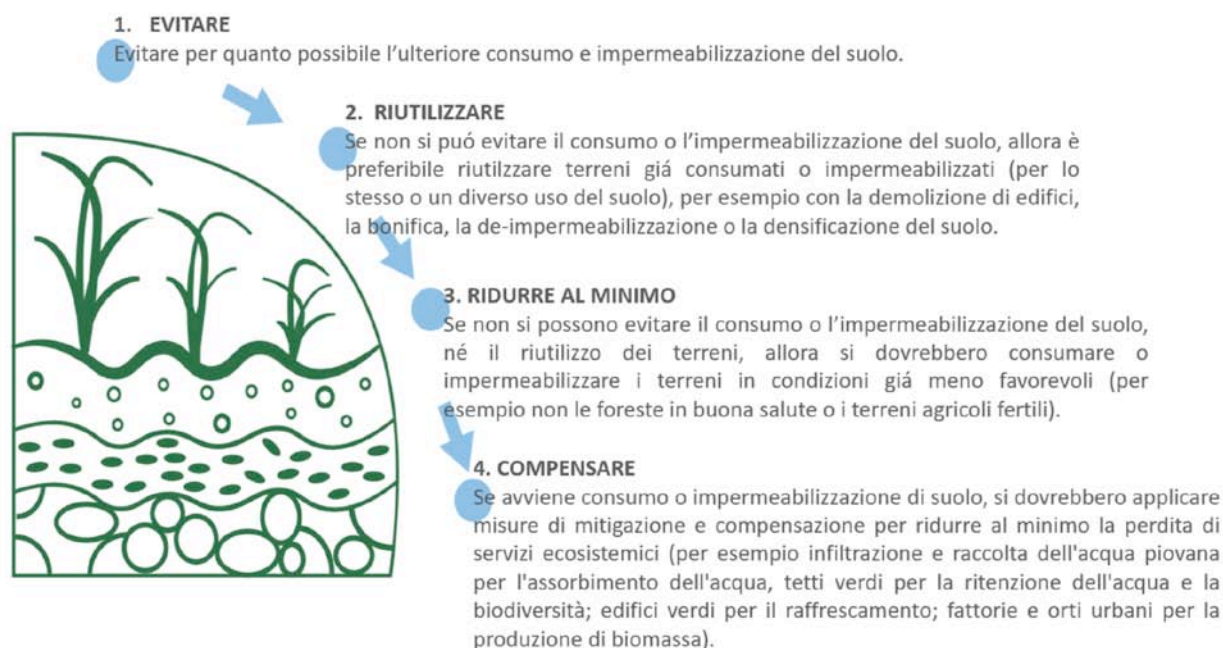 1. EVITARE
Evitare per quanto possibile l’ulteriore consumo e impermeabilizzazione del suolo.
2. RIUTILIZZARE
Se non si puó evitare il consumo o l’impermeabilizzazione del suolo, allora è
preferibile riutilzzare terreni giá consumati o impermeabilizzati (per lo
stesso o un diverso uso del suolo), per esempio con la demolizione di edifici,
la bonifica, la de-impermeabilizzazione o la densificazione del suolo.
3. RIDURRE AL MINIMO
Se non si possono evitare il consumo o l’impermeabilizzazione del suolo,
né il riutilizzo dei terreni, allora si dovrebbero consumare o
impermeabilizzare i terreni in condizioni giá meno favorevoli (per
esempio non le foreste in buona salute o i terreni agricoli fertili).
4. COMPENSARE
Se avviene consumo o impermeabilizzazione di suolo, si dovrebbero applicare
misure di mitigazione e compensazione per ridurre al minimo la perdita di
servizi ecosistemici (per esempio infiltrazione e raccolta dell'acqua piovana
per l'assorbimento dell'acqua, tetti verdi per la ritenzione dell'acqua e la
biodiversità; edifici verdi per il raffrescamento; fattorie e orti urbani per la
produzione di biomassa).